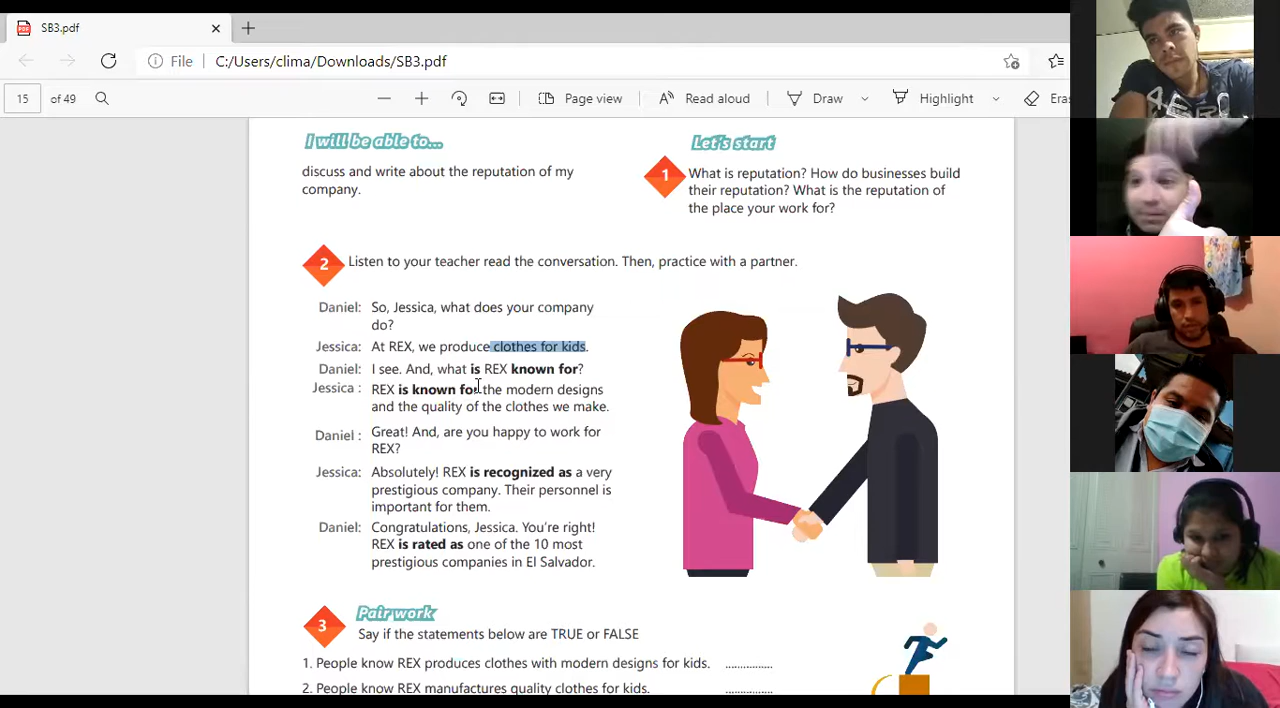 SB3.pdf
File C:/Users/clima/Downloads/SB3.pdf
15 of 49 Page view Read aloud Draw Highlight Eras
I will be able to...
discuss and write about the reputation of my
company.
Let's start
1 What is reputation? How do businesses build
their reputation? What is the reputation of
the place your work for?
2 Listen to your teacher read the conversation. Then, practice with a partner.
Daniel: So, Jessica, what does your company
do?
Jessica: At REX, we produce clothes for kids.
Daniel: I see. And, what is REX known for?
Jessica : REX is known for the modern designs
and the quality of the clothes we make.
Daniel : Great! And, are you happy to work for
REX?
Jessica: Absolutely! REX is recognized as a very
prestigious company. Their personnel is
important for them.
Daniel: Congratulations, Jessica. You're right!
REX is rated as one of the 10 most
prestigious companies in El Salvador.
3 Pair work
Say if the statements below are TRUE or FALSE
1. People know REX produces clothes with modern designs for kids. ...............
2. People know REX manufactures quality clothes for kids. ...............